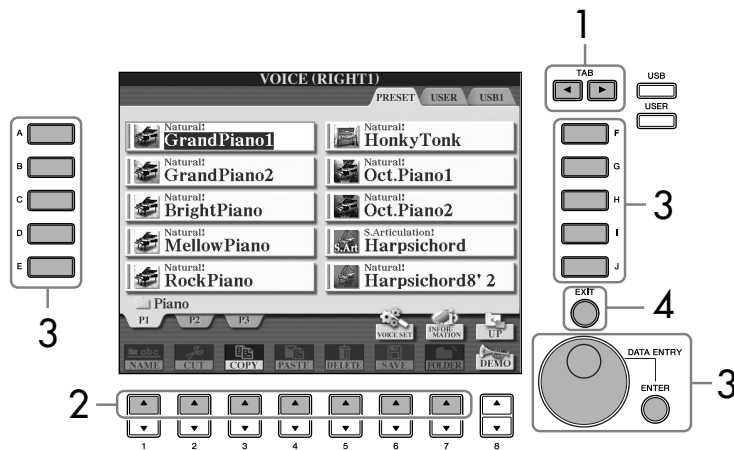 1
TAB
USB
USER
VOICE (RIGHT1)
PRESET USER USB1
A
B
C
D
E
3
Natural!
GrandPiano1
Natural!
GrandPiano2
Natural!
BrightPiano
Natural!
MellowPiano
Natural!
RockPiano
Natural!
HonkyTonk
Natural!
Oct.Piano1
Natural!
Oct.Piano2
S.Art
S.Articulation!
Harpsichord
Natural!
Harpsichord8' 2
F
G
H
I
J
3
Piano
P1 P2 P3
VOICE SET
INFOR-
MATION
UP
abc
NAME CUT COPY PASTE DELETE SAVE FOLDER DEMO
EXIT
4
DATA ENTRY
ENTER
3
2
1 2 3 4 5 6 7 8